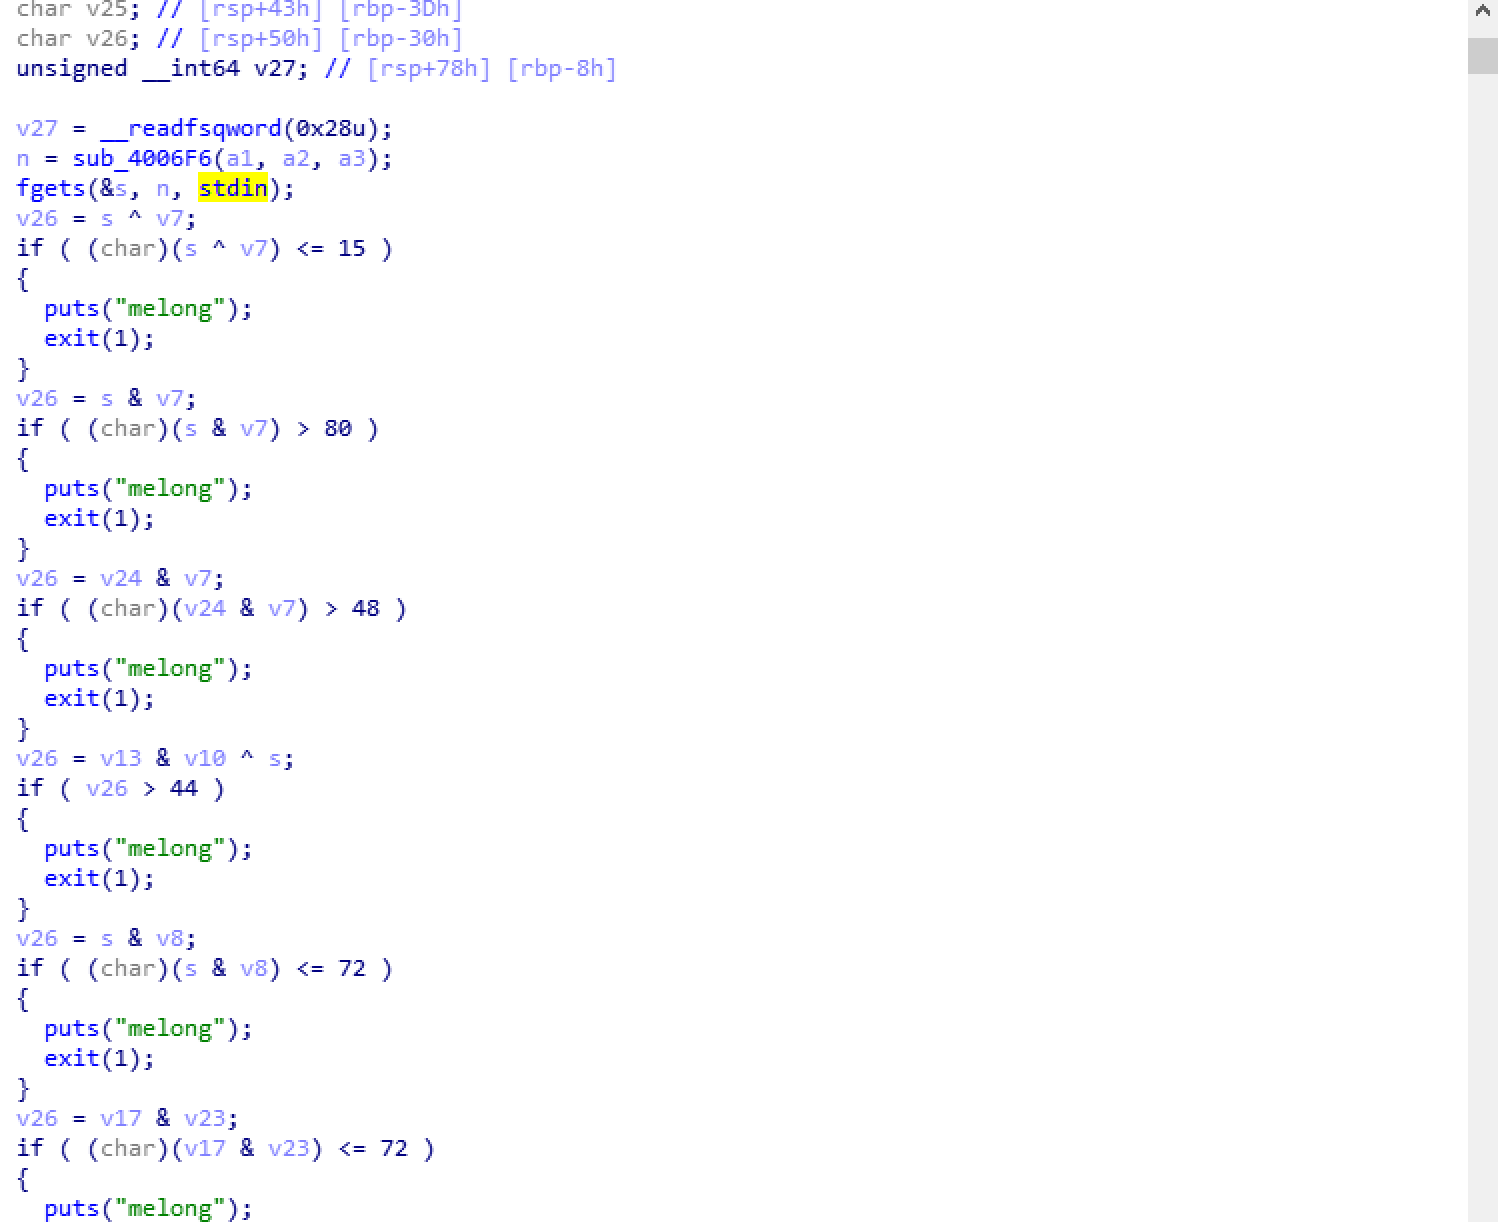 char v25; // [rsp+43h] [rbp-3Dh]
char v26; // [rsp+50h] [rbp-30h]
unsigned __int64 v27; // [rsp+78h] [rbp-8h]
v27 = __readfsqword(0x28u);
n = sub_4006F6(a1, a2, a3);
fgets(&s, n, stdin);
v26 = s ^ v7;
if ( (char)(s ^ v7) <= 15 )
{
puts("melong");
exit(1);
}
v26 = s & v7;
if ( (char)(s & v7) > 80 )
{
puts("melong");
exit(1);
}
v26 = v24 & v7;
if ( (char)(v24 & v7) > 48 )
{
puts("melong");
exit(1);
}
v26 = v13 & v10 ^ s;
if ( v26 > 44 )
{
puts("melong");
exit(1);
}
v26 = s & v8;
if ( (char)(s & v8) <= 72 )
{
puts("melong");
exit(1);
}
v26 = v17 & v23;
if ( (char)(v17 & v23) <= 72 )
{
puts("melong");